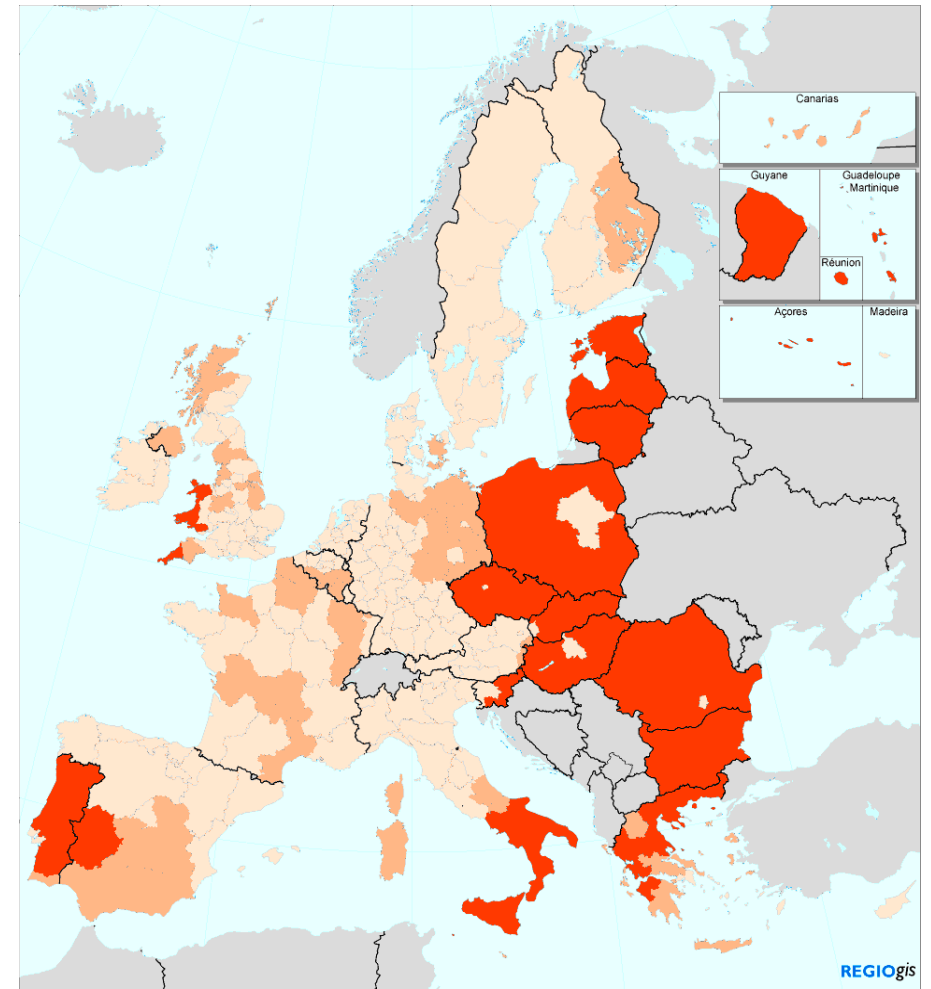 Canarias
Guyane
Guadeloupe
Martinique
Réunion
Açores
Madeira
REGIOgis